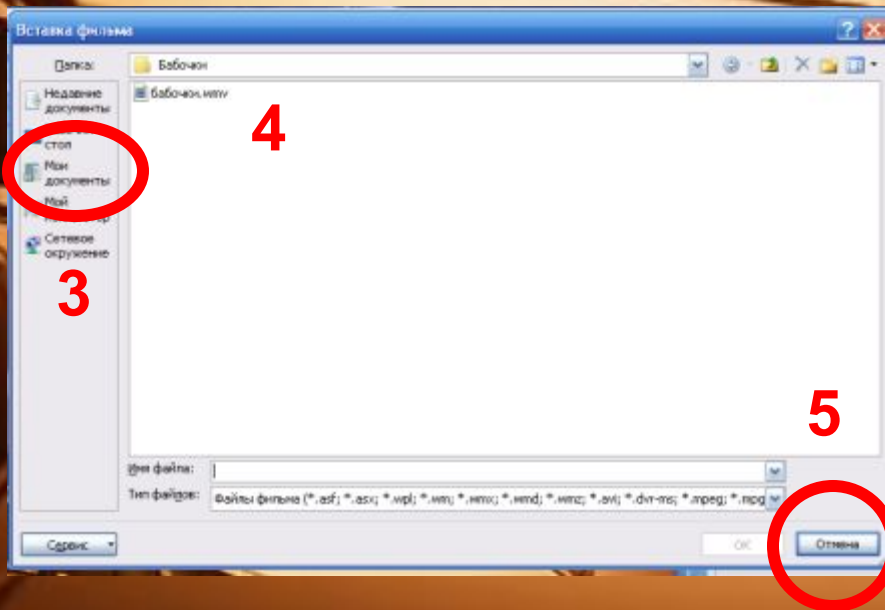 Вставка фильма
Папка:
Бабочки
Недавние
документы
бабочки.wmv
4
стол
Мои
документы
Мой
Сетевое
окружение
3
5
Имя файла:
Тип файлов:
Файлы фильма (*.asf; *.asx; *.wpl; *.wm; *.wmx; *.wmd; *.wmz; *.avi; *.dvr-ms; *.mpeg; *.mpg
Сервис
ОК
Отмена